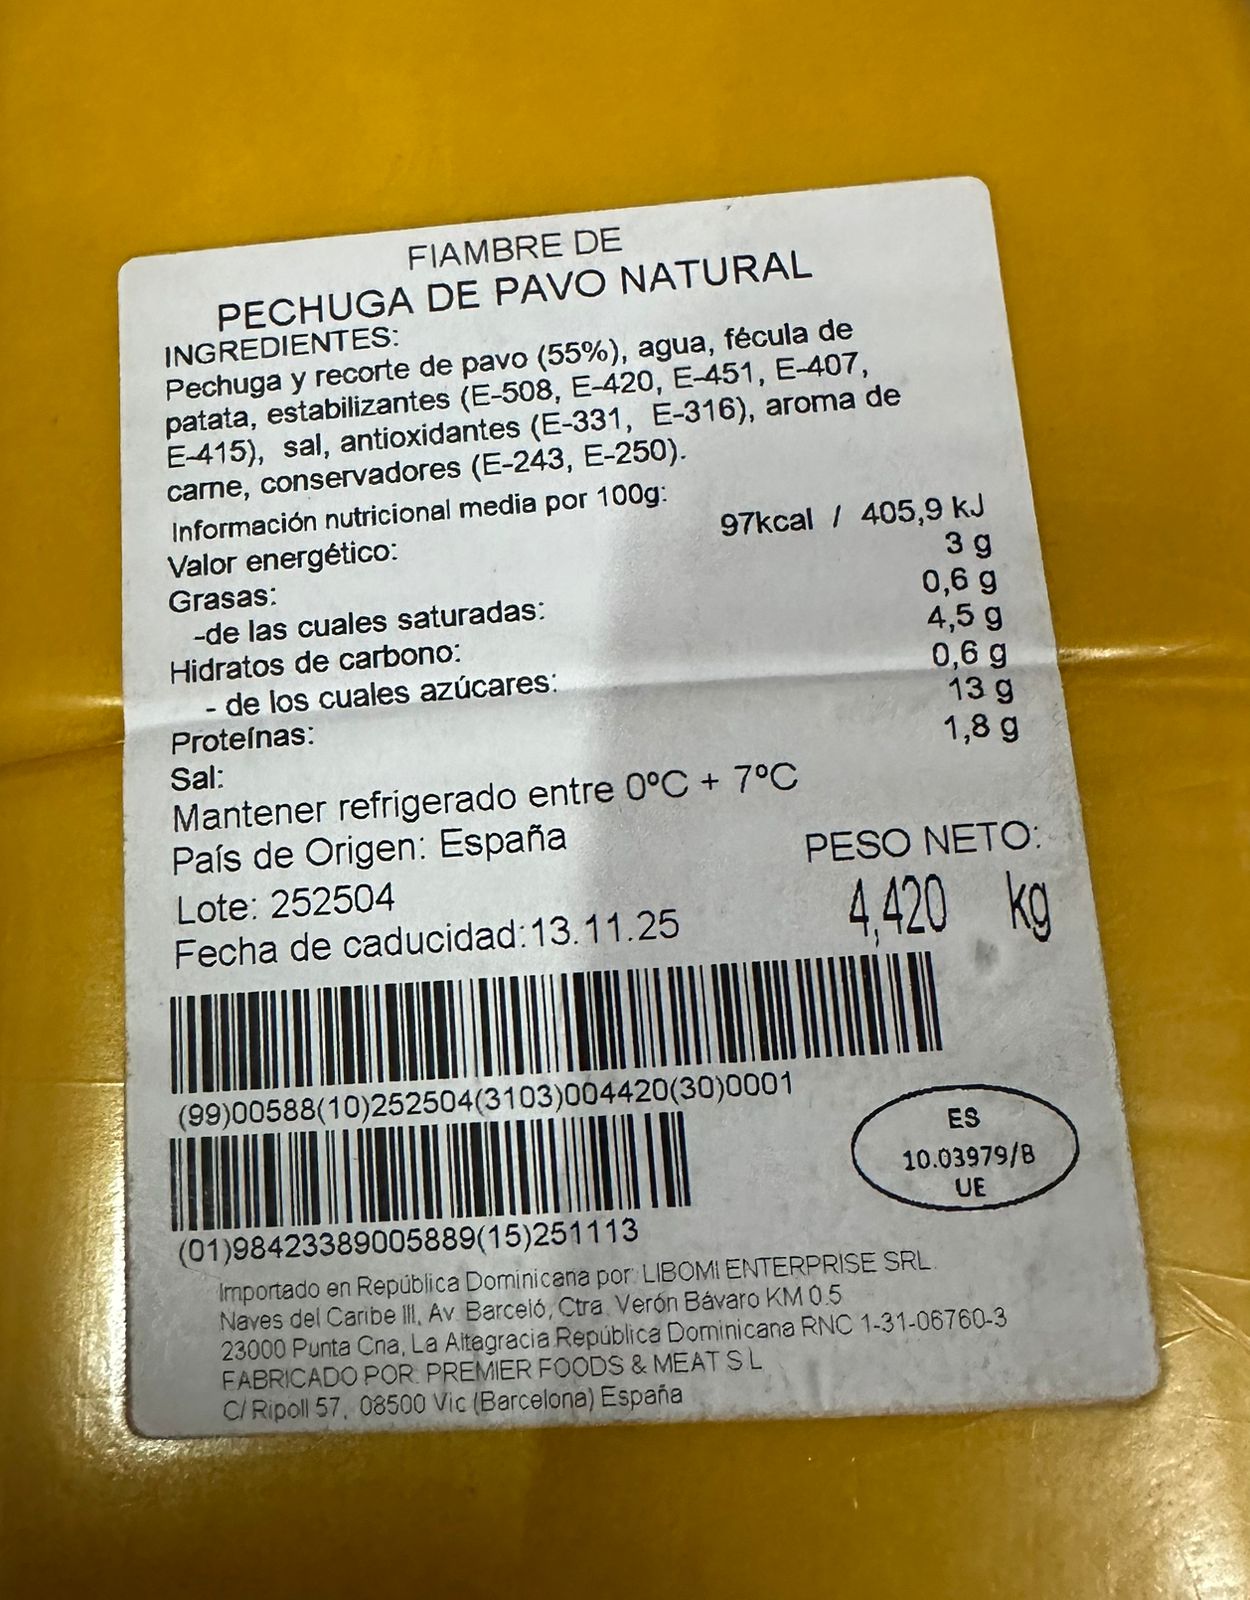 FIAMBRE DE
PECHUGA DE PAVO NATURAL
INGREDIENTES:
Pechuga y recorte de pavo (55%), agua, fécula de
patata, estabilizantes (E-508, E-420, E-451, E-407,
E-415), sal, antioxidantes (E-331, E-316), aroma de
carne, conservadores (E-243, E-250).
Información nutricional media por 100g:
Valor energético: 97kcal / 405,9 kJ
Grasas: 3 g
-de las cuales saturadas: 0,6 g
Hidratos de carbono: 4,5 g
- de los cuales azúcares: 0,6 g
Proteínas: 13 g
Sal: 1,8 g
Mantener refrigerado entre 0ºC + 7ºC
País de Origen: España
PESO NETO:
Lote: 252504
4,420 kg
Fecha de caducidad:13.11.25
(99)00588(10)252504(3103)004420(30)0001
ES
10.03979/B
UE
(01)98423389005889(15)251113
Importado en República Dominicana por: LIBOMI ENTERPRISE SRL.
Naves del Caribe III, Av. Barceló, Ctra. Verón Bávaro KM 0.5
23000 Punta Cna, La Altagracia República Dominicana RNC 1-31-06760-3
FABRICADO POR: PREMIER FOODS & MEAT S L
C/ Ripoll 57, 08500 Vic (Barcelona) España